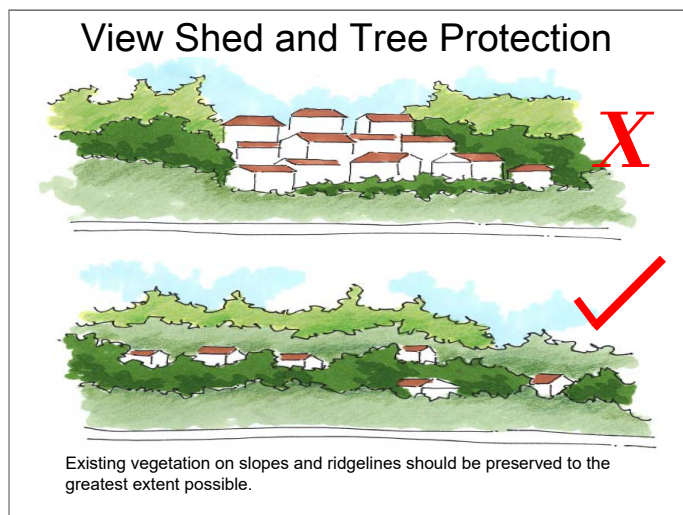 View Shed and Tree Protection
X
Existing vegetation on slopes and ridgelines should be preserved to the
greatest extent possible.